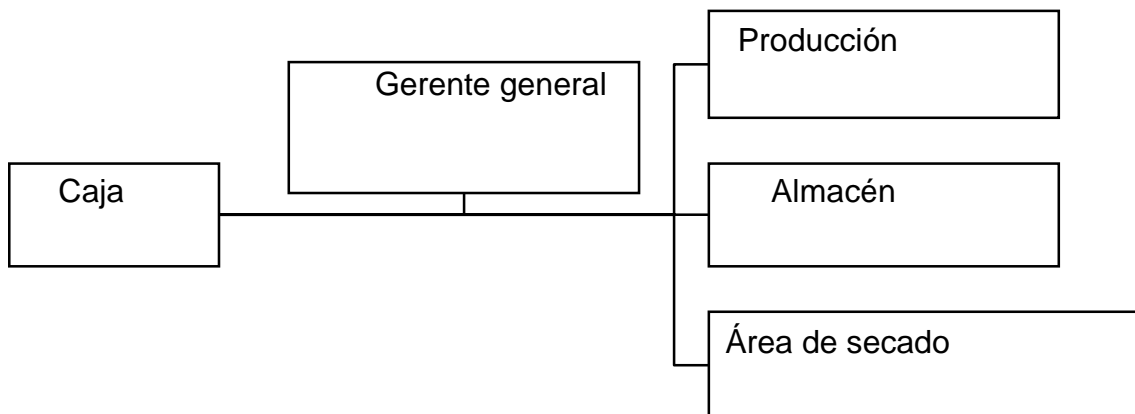 Producción
Gerente general
Caja
Almacén
Área de secado